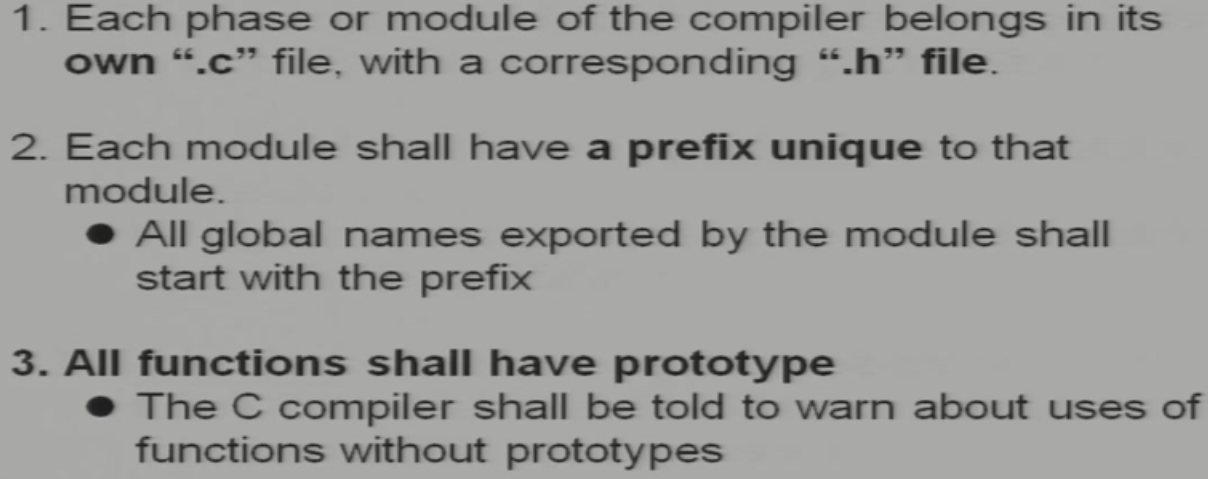 1. Each phase or module of the compiler belongs in its
own “.c” file, with a corresponding “.h” file.
2. Each module shall have a prefix unique to that
module.
● All global names exported by the module shall
start with the prefix
3. All functions shall have prototype
● The C compiler shall be told to warn about uses of
functions without prototypes